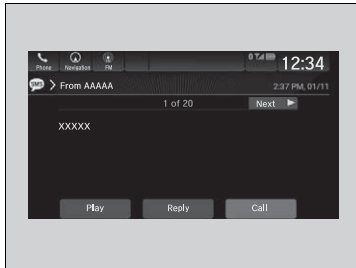 Phone Navigation FM 12:34
SMS > From AAAAA 2:37 PM, 01/11
1 of 20 Next ▶
XXXXX
Play Reply Call